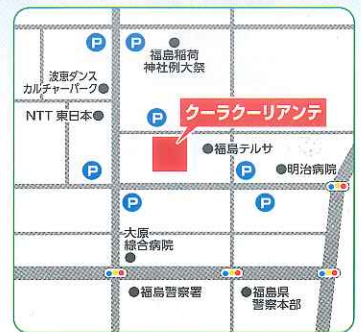 P
P
福島稲荷
神社例大祭
波恵ダンス
カルチャーパーク
P
クーラクーリアンテ
NTT 東日本
福島テルサ
明治病院
P
P
P
P
大原
綜合病院
福島警察署
福島県
警察本部